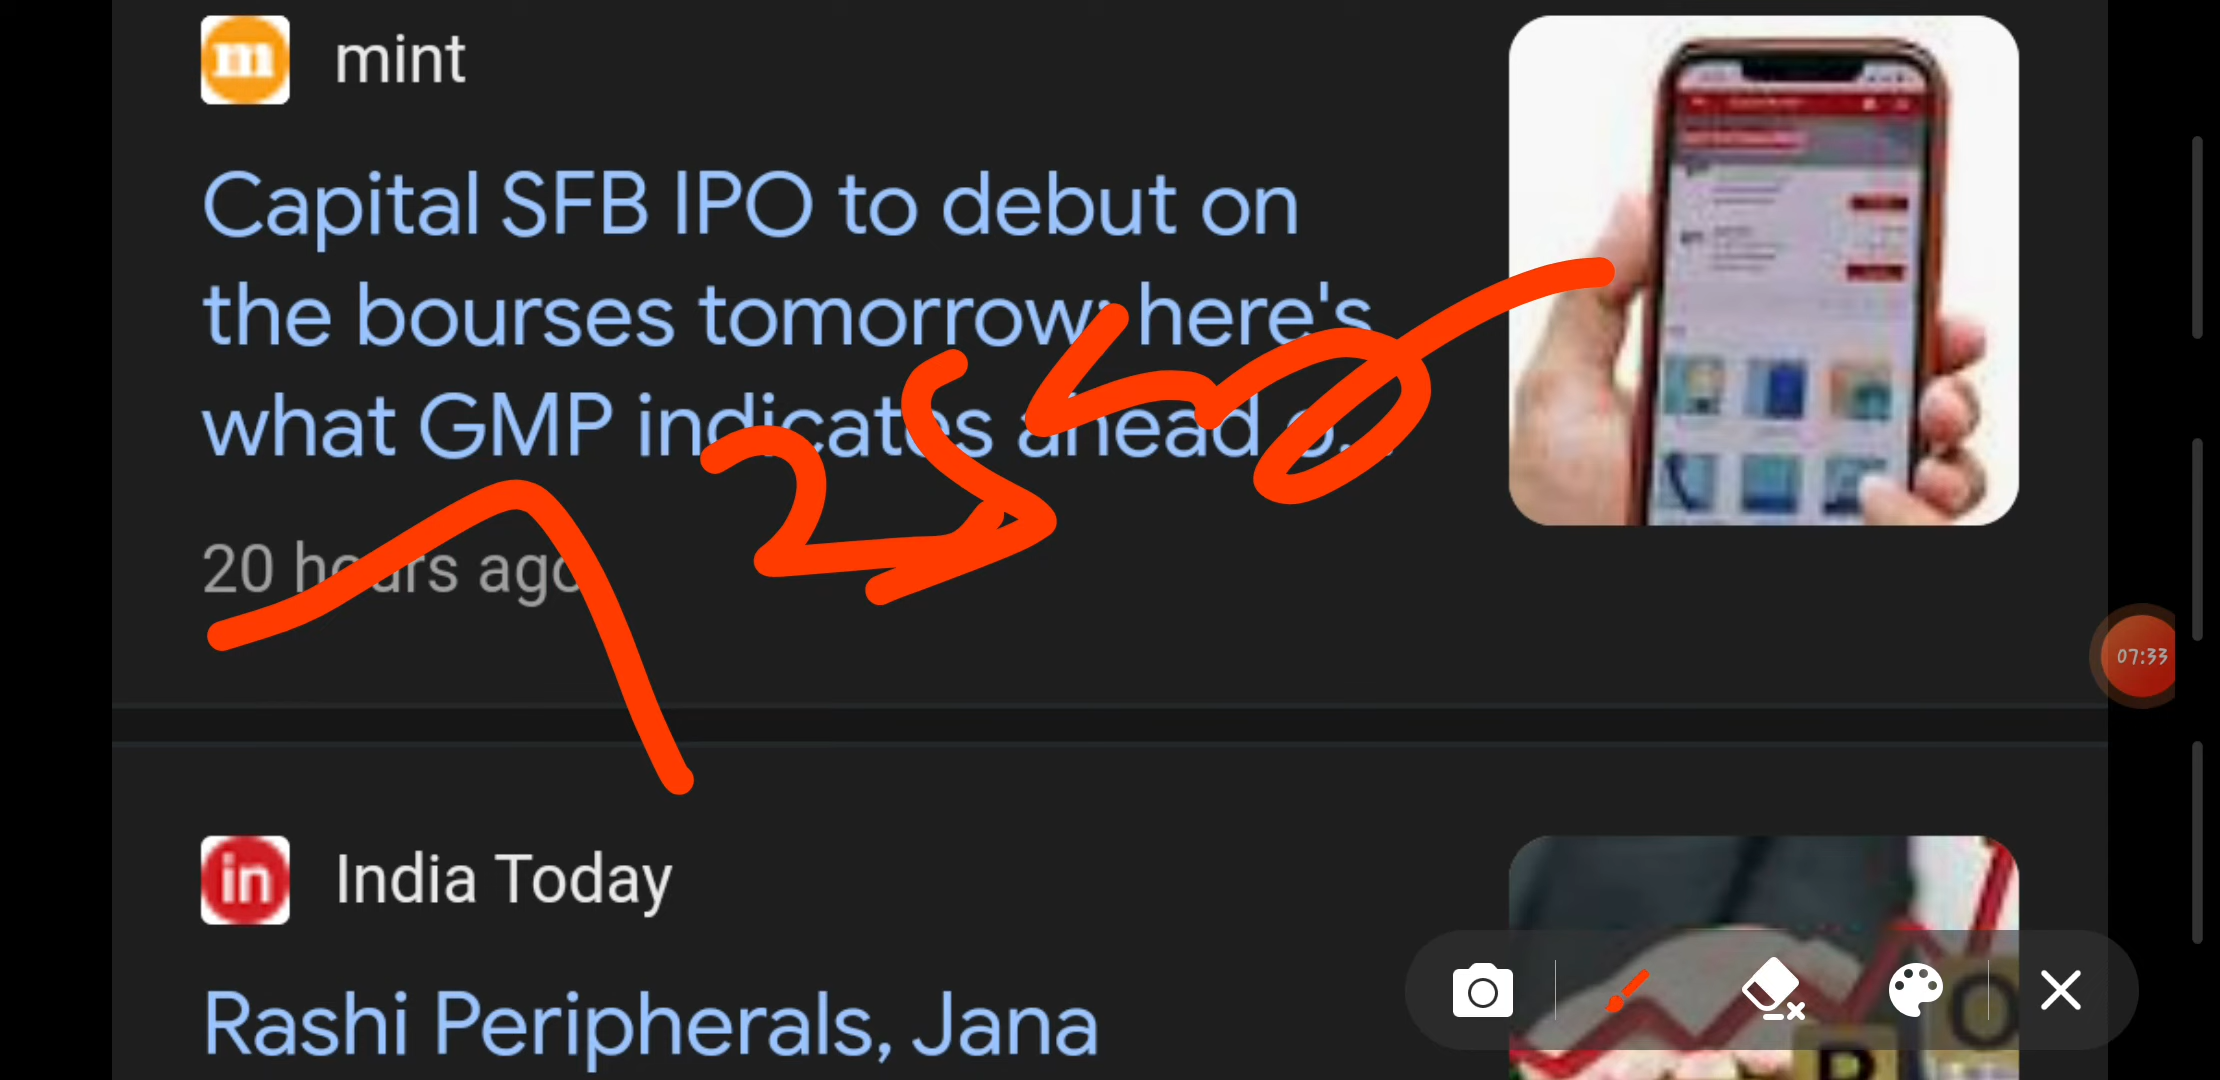 m mint
Capital SFB IPO to debut on
the bourses tomorrow; here's
what GMP indicates ahead o...
20 hours ago
07:33
in India Today
Rashi Peripherals, Jana